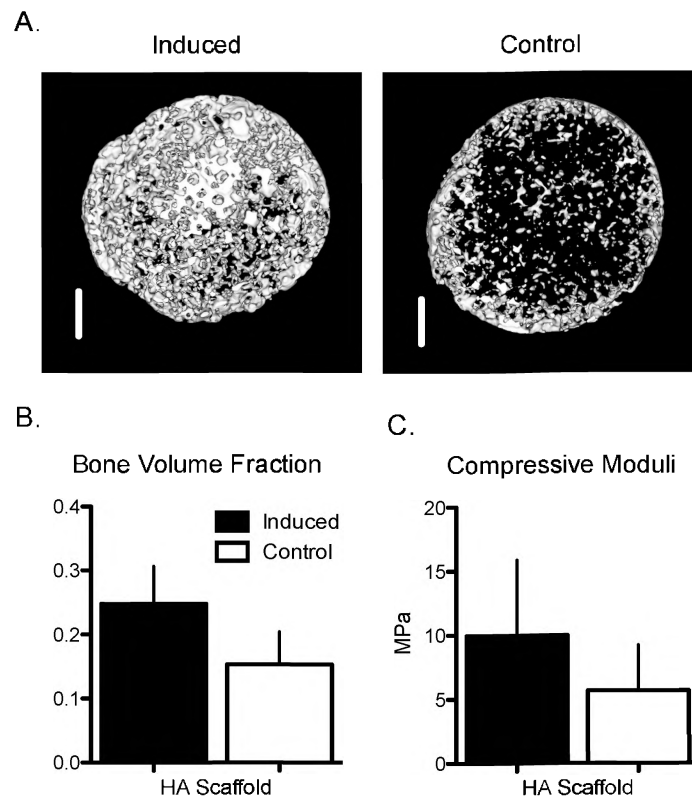 A.
Induced
Control
B.
Bone Volume Fraction
0.4
0.3
0.2
0.1
0.0
Induced
Control
HA Scaffold
C.
Compressive Moduli
20
15
10
5
0
MPa
HA Scaffold